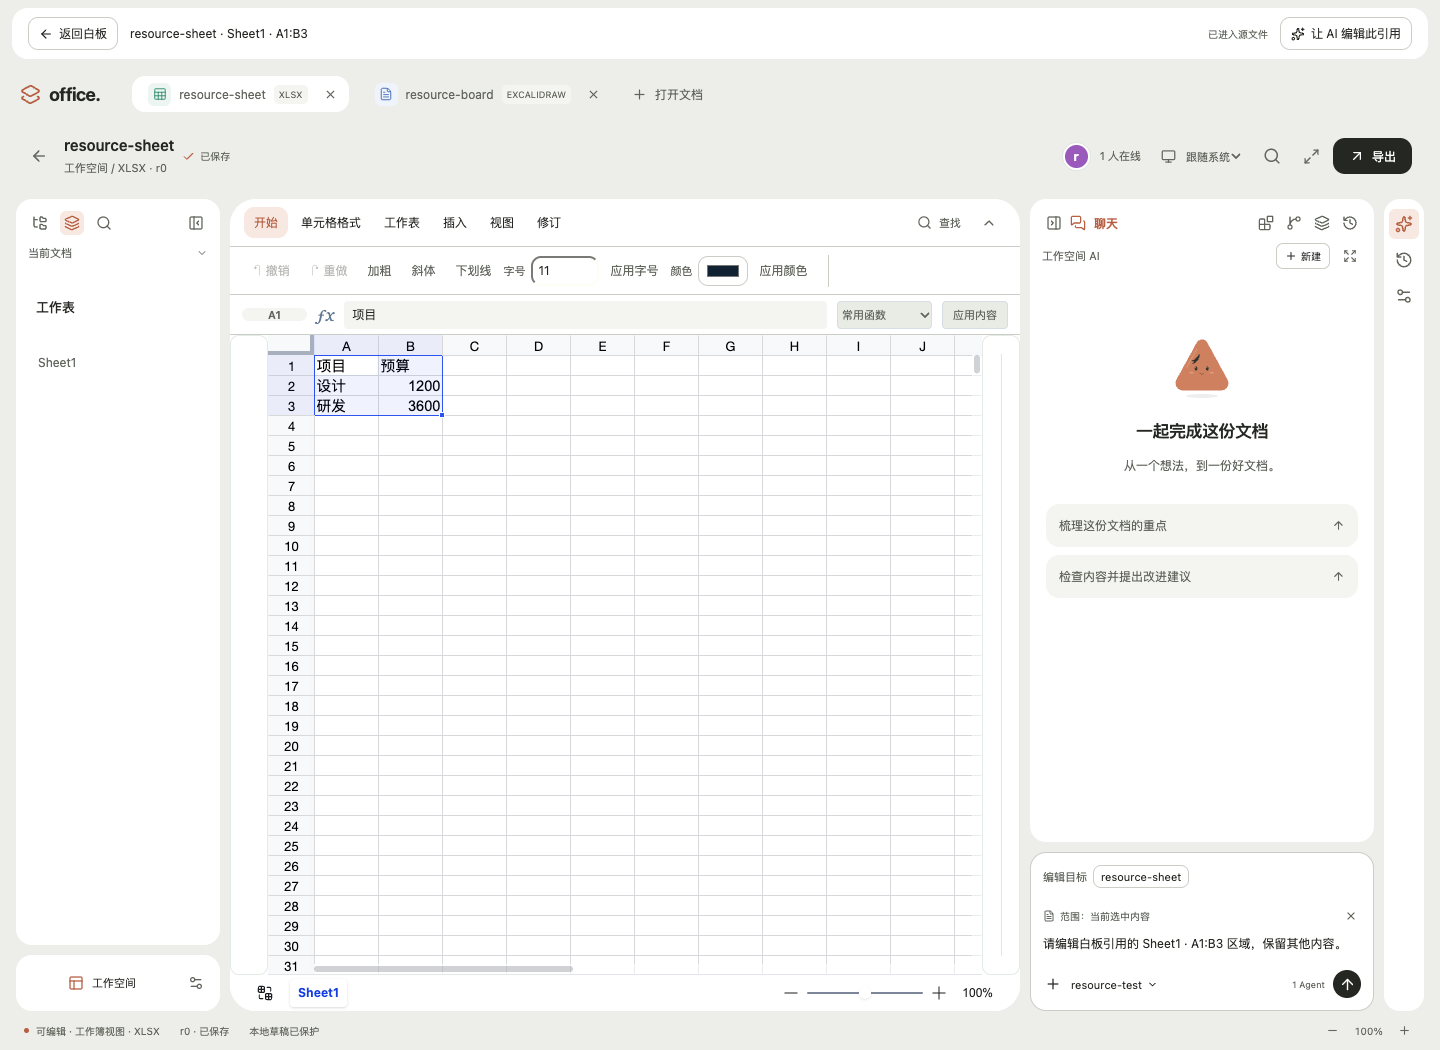 返回白板
resource-sheet · Sheet1 · A1:B3
已进入源文件
让 AI 编辑此引用
office.
resource-sheet XLSX
resource-board EXCALIDRAW
打开文档
resource-sheet
已保存
工作空间 / XLSX · r0
r
1 人在线
跟随系统
导出
当前文档
工作表
Sheet1
开始 单元格格式 工作表 插入 视图 修订
查找
撤销 重做 加粗 斜体 下划线 字号 11 应用字号 颜色 应用颜色
A1 fx 项目 常用函数 应用内容
A B C D E F G H I J
1 项目 预算
2 设计 1200
3 研发 3600
4
5
6
7
8
9
10
11
12
13
14
15
16
17
18
19
20
21
22
23
24
25
26
27
28
29
30
31
Sheet1
100%
聊天
工作空间 AI
新建
一起完成这份文档
从一个想法，到一份好文档。
梳理这份文档的重点
检查内容并提出改进建议
编辑目标 resource-sheet
范围：当前选中内容
请编辑白板引用的 Sheet1 · A1:B3 区域，保留其他内容。
resource-test
1 Agent
工作空间
可编辑 · 工作簿视图 · XLSX r0 · 已保存 本地草稿已保护
100%